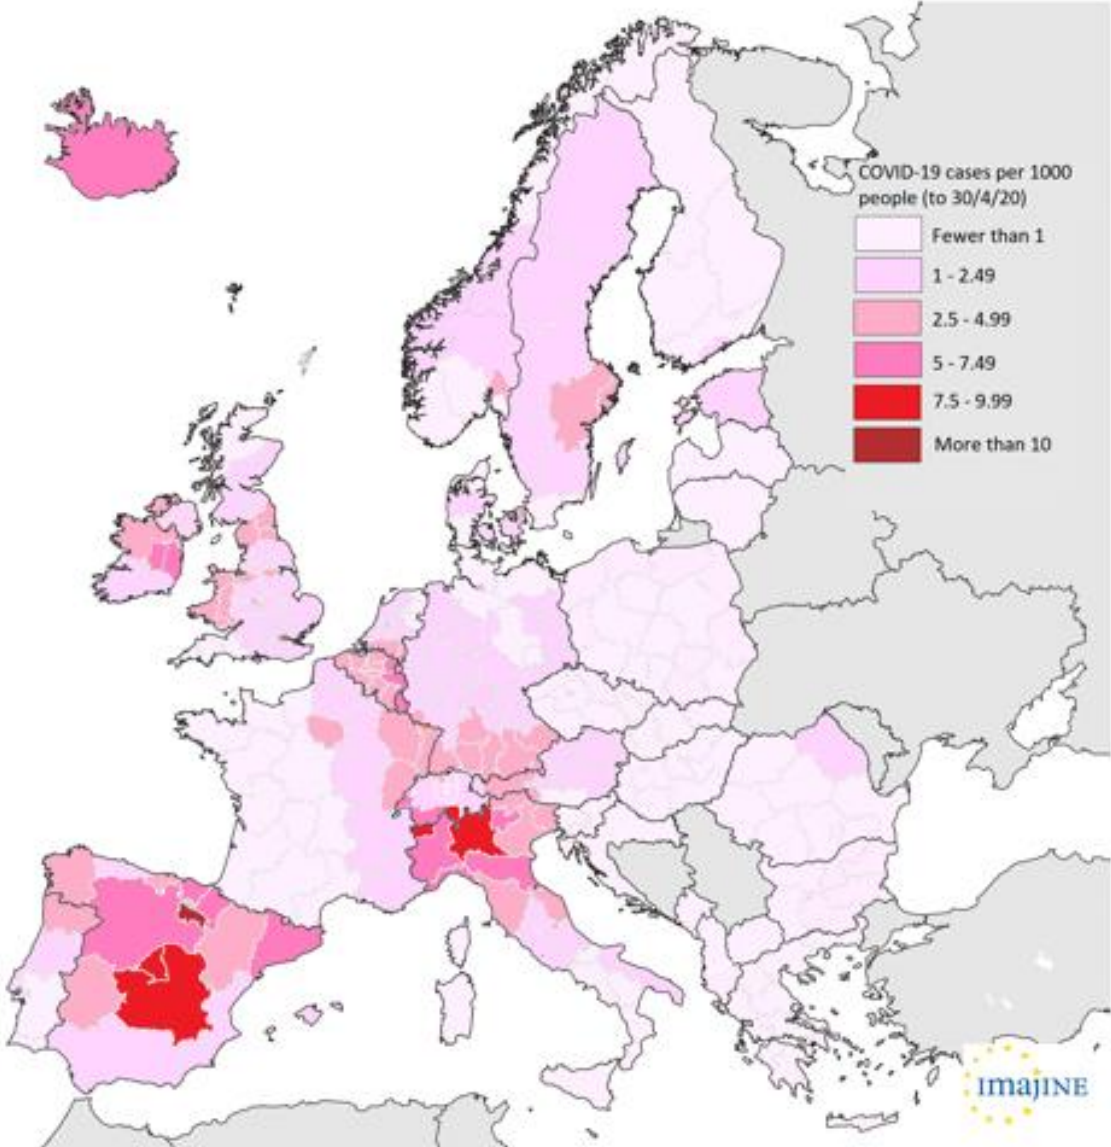 COVID-19 cases per 1000
people (to 30/4/20)
Fewer than 1
1 - 2.49
2.5 - 4.99
5 - 7.49
7.5 - 9.99
More than 10
ımajINE